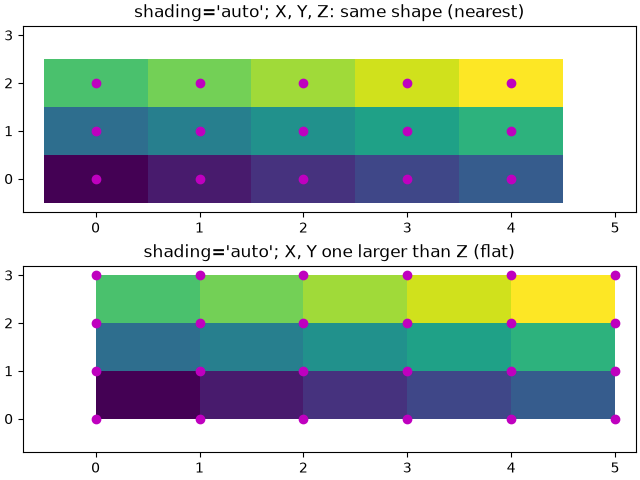 shading='auto'; X, Y, Z: same shape (nearest)
3
2
1
0
0 1 2 3 4 5
shading='auto'; X, Y one larger than Z (flat)
3
2
1
0
0 1 2 3 4 5